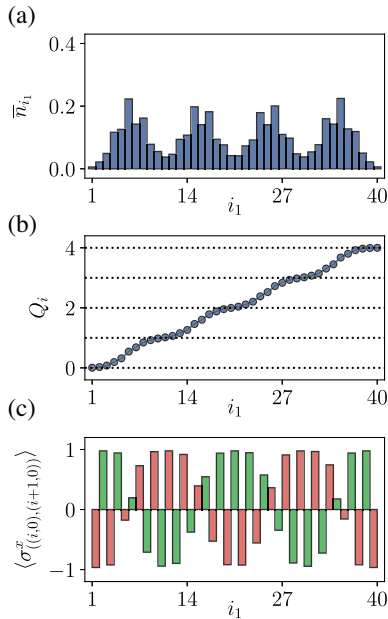 (a)
0.4
0.2
0.0
n̅_{i_1}
1 14 27 40
i_1
(b)
4
2
0
Q_i
1 14 27 40
i_1
(c)
1
0
−1
⟨σ^x_{((i,0),(i+1,0))}⟩
1 14 27 40
i_1